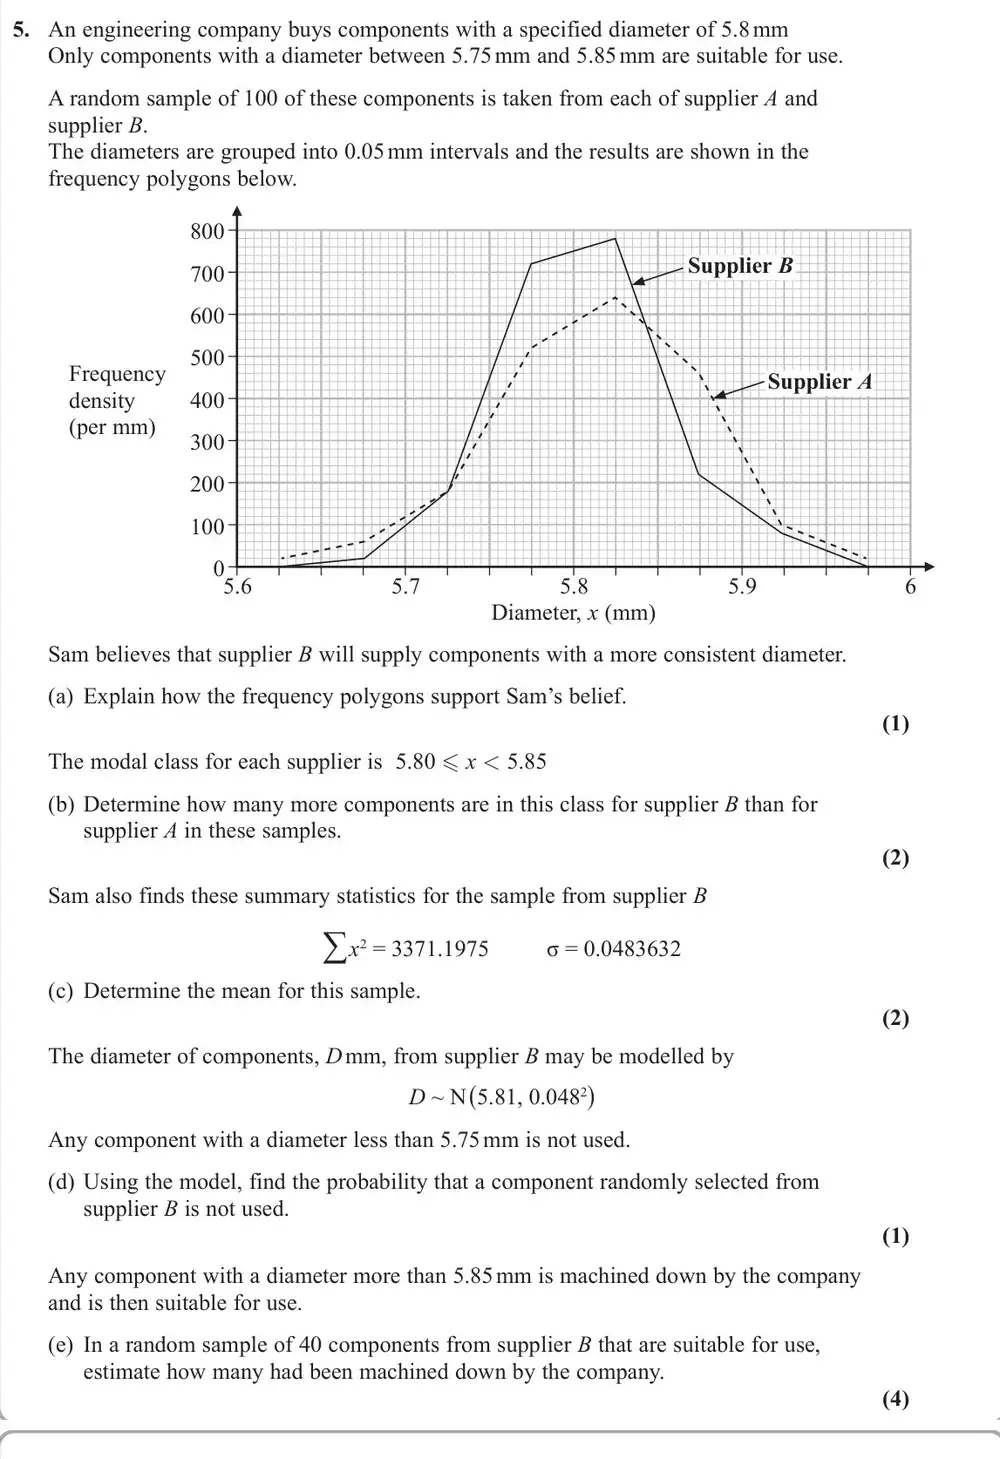 5. An engineering company buys components with a specified diameter of 5.8 mm
Only components with a diameter between 5.75 mm and 5.85 mm are suitable for use.
A random sample of 100 of these components is taken from each of supplier A and
supplier B.
The diameters are grouped into 0.05 mm intervals and the results are shown in the
frequency polygons below.
800
700
600
500
400
300
200
100
0
Frequency
density
(per mm)
Supplier B
Supplier A
5.6 5.7 5.8 5.9 6
Diameter, x (mm)
Sam believes that supplier B will supply components with a more consistent diameter.
(a) Explain how the frequency polygons support Sam’s belief.
(1)
The modal class for each supplier is 5.80 ⩽ x < 5.85
(b) Determine how many more components are in this class for supplier B than for
supplier A in these samples.
(2)
Sam also finds these summary statistics for the sample from supplier B
∑x² = 3371.1975 σ = 0.0483632
(c) Determine the mean for this sample.
(2)
The diameter of components, D mm, from supplier B may be modelled by
D ~ N(5.81, 0.048²)
Any component with a diameter less than 5.75 mm is not used.
(d) Using the model, find the probability that a component randomly selected from
supplier B is not used.
(1)
Any component with a diameter more than 5.85 mm is machined down by the company
and is then suitable for use.
(e) In a random sample of 40 components from supplier B that are suitable for use,
estimate how many had been machined down by the company.
(4)